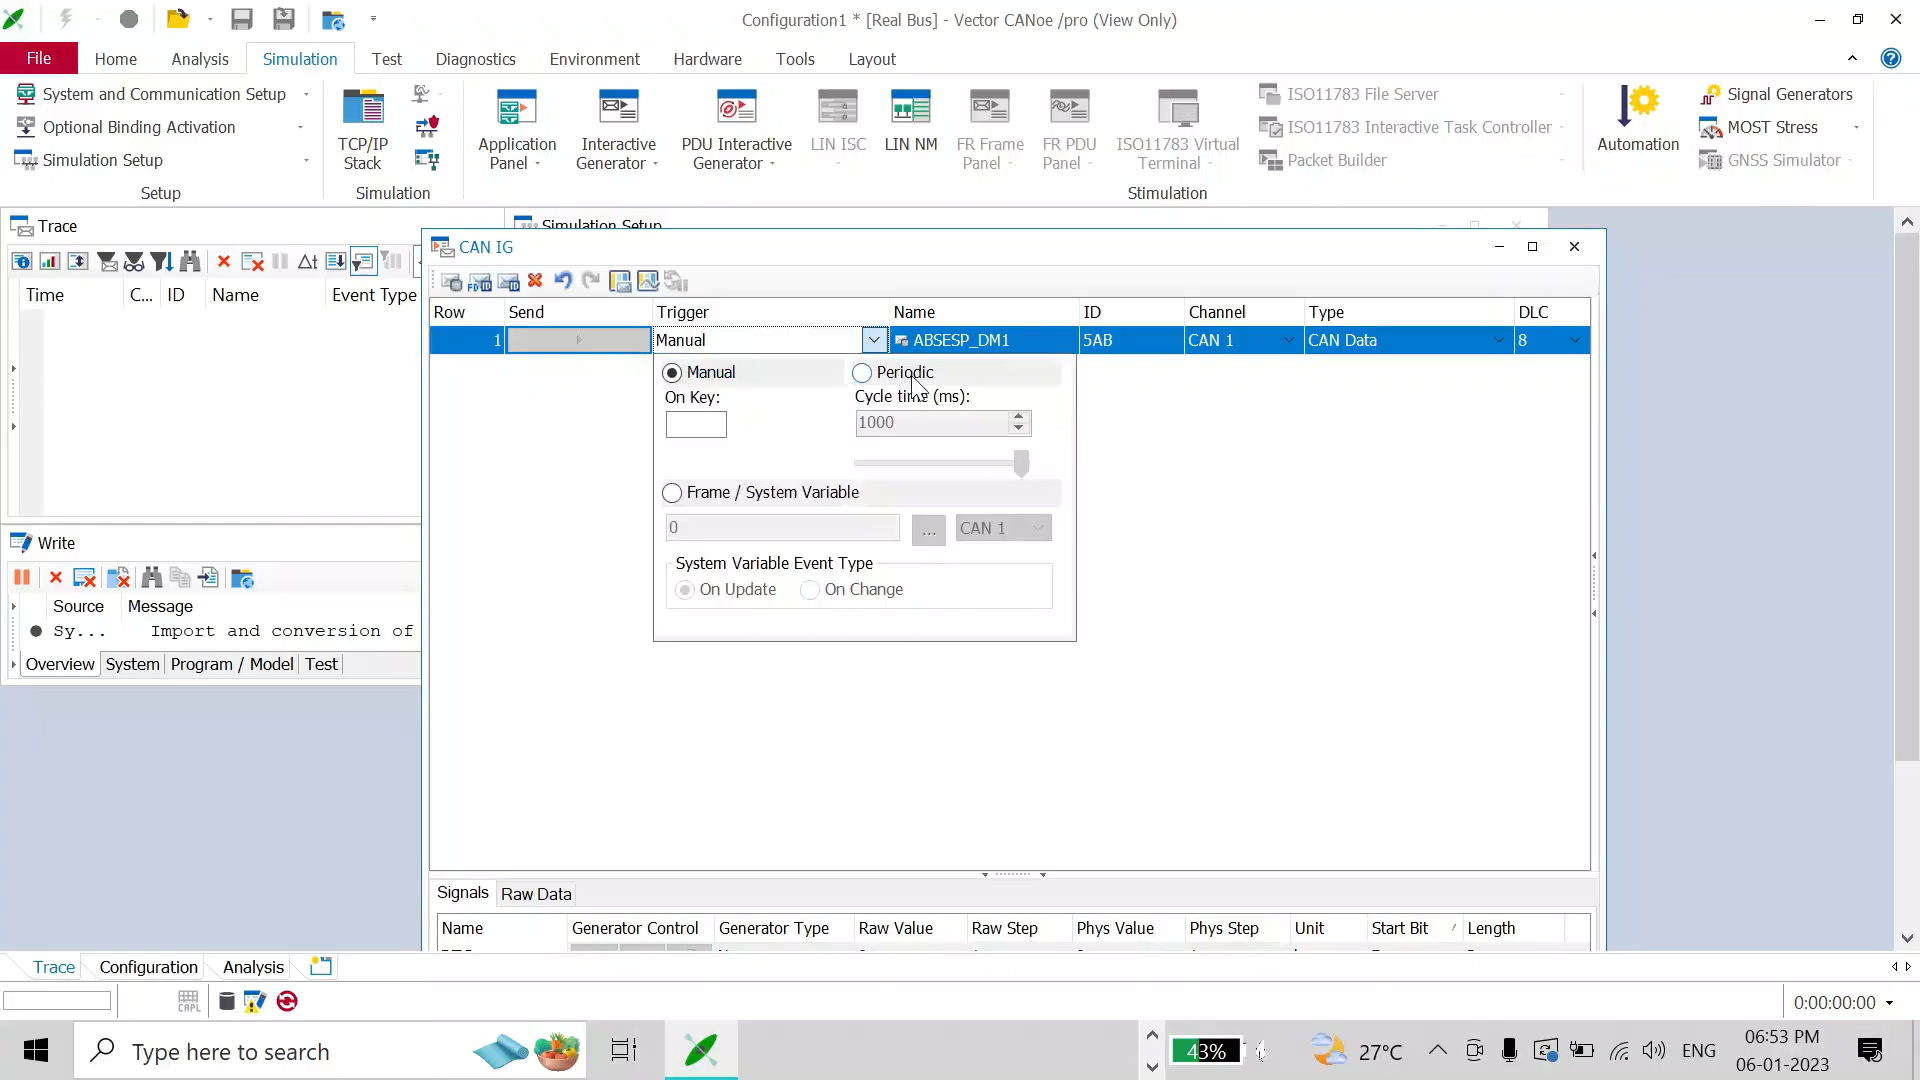 Configuration1 * [Real Bus] - Vector CANoe /pro (View Only)
File Home Analysis Simulation Test Diagnostics Environment Hardware Tools Layout
System and Communication Setup
Optional Binding Activation
Simulation Setup
Setup
TCP/IP Stack
Simulation
Application Panel
Interactive Generator
PDU Interactive Generator
LIN ISC
LIN NM
FR Frame Panel
FR PDU Panel
ISO11783 Virtual Terminal
ISO11783 File Server
ISO11783 Interactive Task Controller
Packet Builder
Stimulation
Automation
Signal Generators
MOST Stress
GNSS Simulator
Trace
Simulation Setup
Time C... ID Name Event Type
CAN IG
Row Send Trigger Name ID Channel Type DLC
1 Manual ABSESP_DM1 5AB CAN 1 CAN Data 8
Manual Periodic
On Key: Cycle time (ms):
1000
Frame / System Variable
0 ... CAN 1
System Variable Event Type
On Update On Change
Write
Source Message
Sy... Import and conversion of
Overview System Program / Model Test
Signals Raw Data
Name Generator Control Generator Type Raw Value Raw Step Phys Value Phys Step Unit Start Bit Length
Trace Configuration Analysis
CAPL
0:00:00:00
Type here to search
43%
27°C
ENG
06:53 PM
06-01-2023